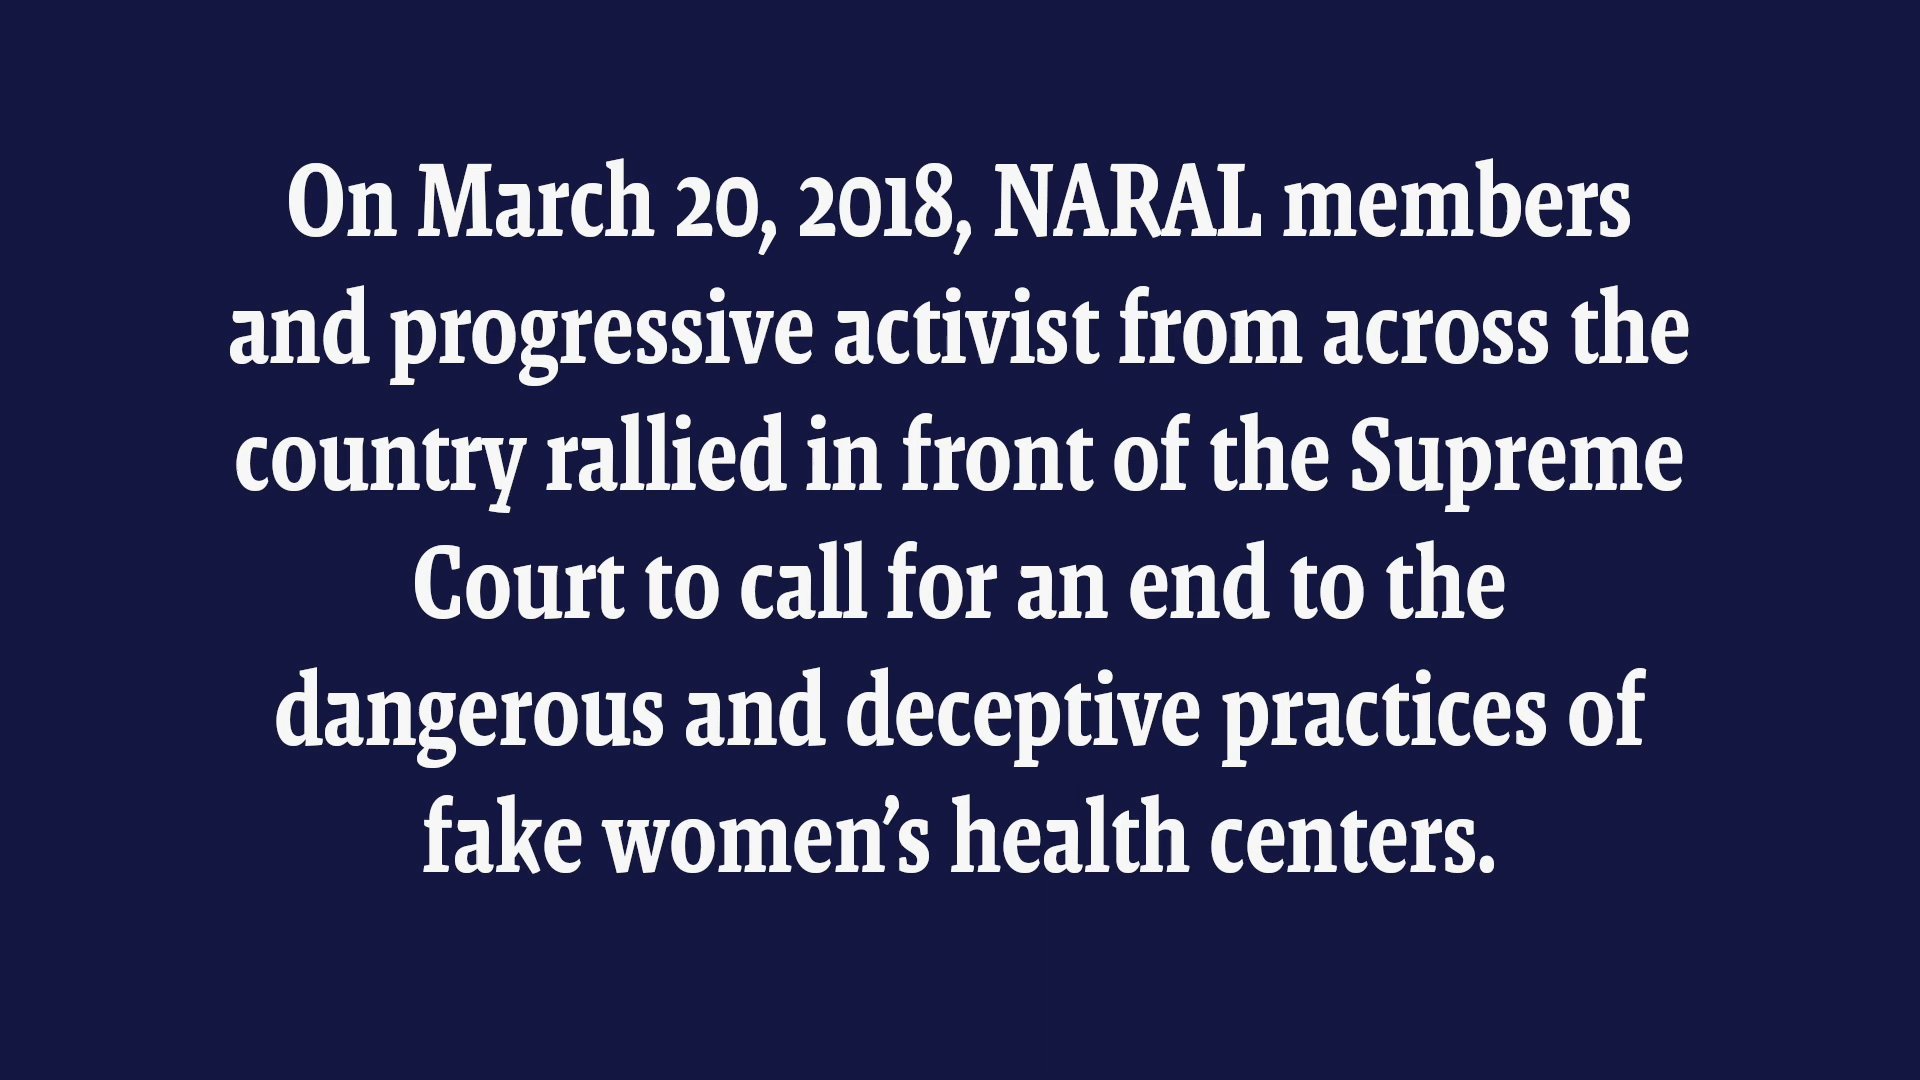 On March 20, 2018, NARAL members
and progressive activist from across the
country rallied in front of the Supreme
Court to call for an end to the
dangerous and deceptive practices of
fake women’s health centers.